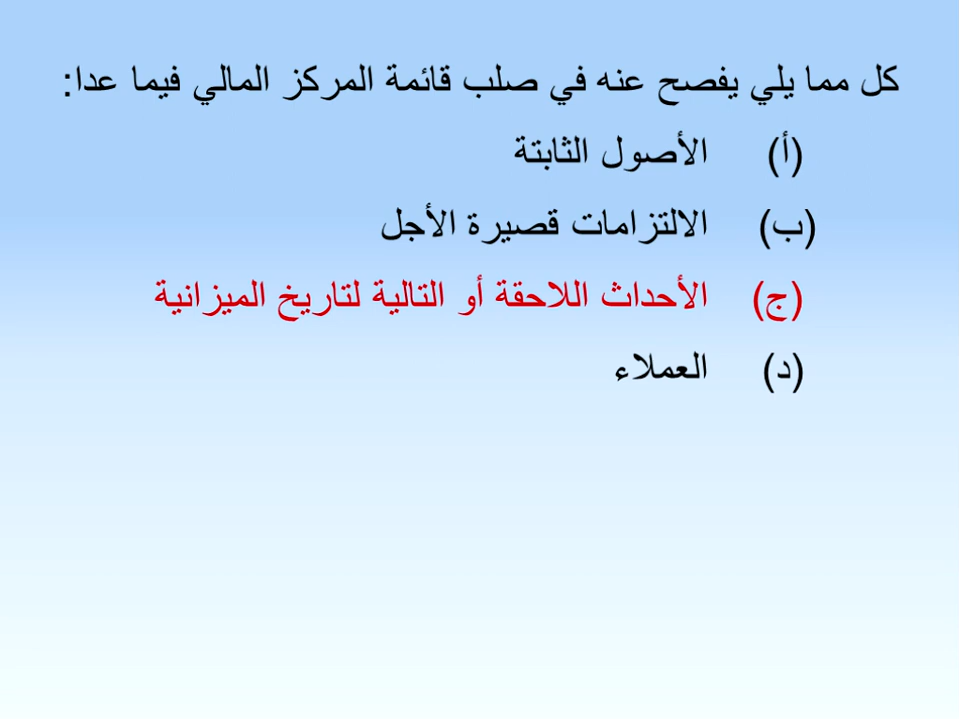 كل مما يلي يفصح عنه في صلب قائمة المركز المالي فيما عدا:
(أ) الأصول الثابتة
(ب) الالتزامات قصيرة الأجل
(ج) الأحداث اللاحقة أو التالية لتاريخ الميزانية
(د) العملاء